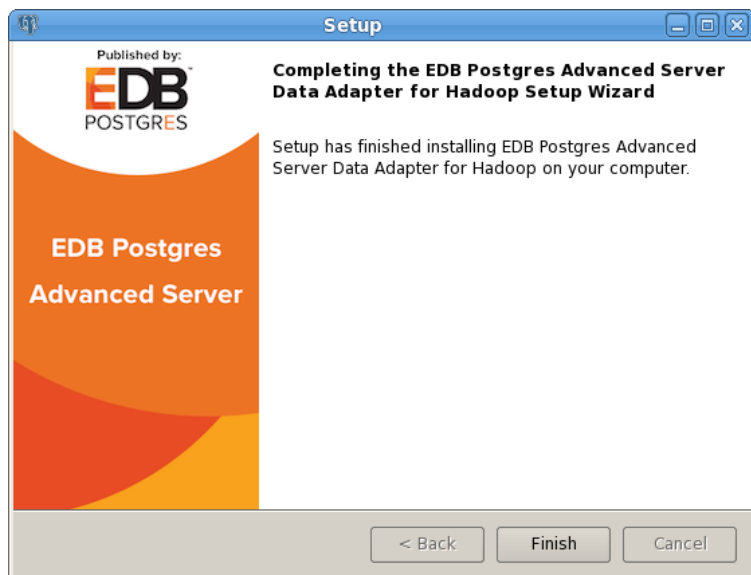 Setup
Published by:
EDB
POSTGRES
Completing the EDB Postgres Advanced Server
Data Adapter for Hadoop Setup Wizard
Setup has finished installing EDB Postgres Advanced
Server Data Adapter for Hadoop on your computer.
EDB Postgres
Advanced Server
< Back
Finish
Cancel